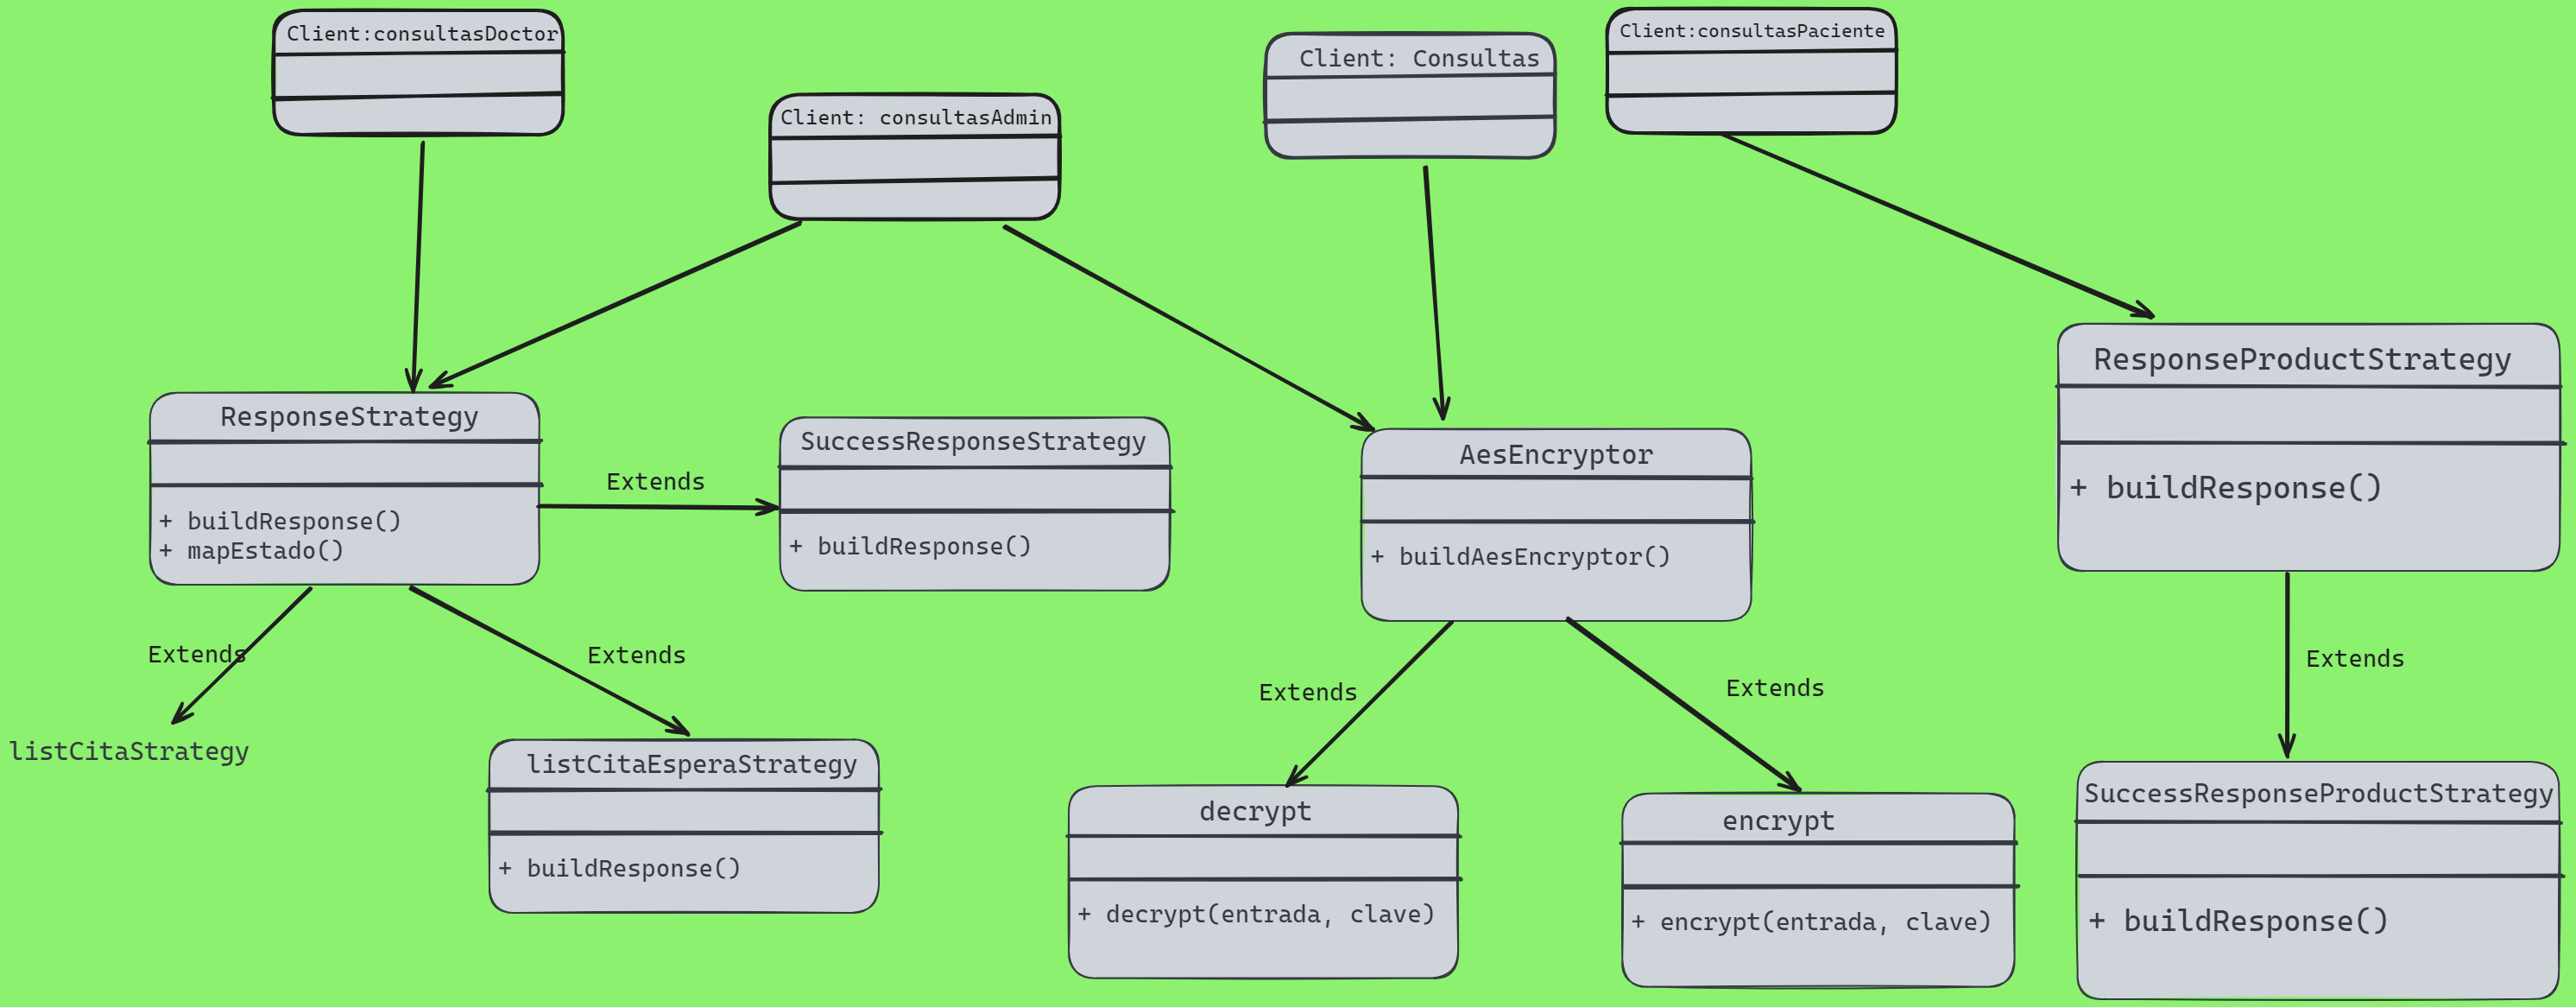 Client:consultasDoctor
Client: consultasAdmin
Client: Consultas
Client:consultasPaciente
ResponseStrategy
+ buildResponse()
+ mapEstado()
Extends
SuccessResponseStrategy
+ buildResponse()
AesEncryptor
+ buildAesEncryptor()
ResponseProductStrategy
+ buildResponse()
Extends
Extends
Extends
Extends
Extends
listCitaStrategy
listCitaEsperaStrategy
+ buildResponse()
decrypt
+ decrypt(entrada, clave)
encrypt
+ encrypt(entrada, clave)
SuccessResponseProductStrategy
+ buildResponse()